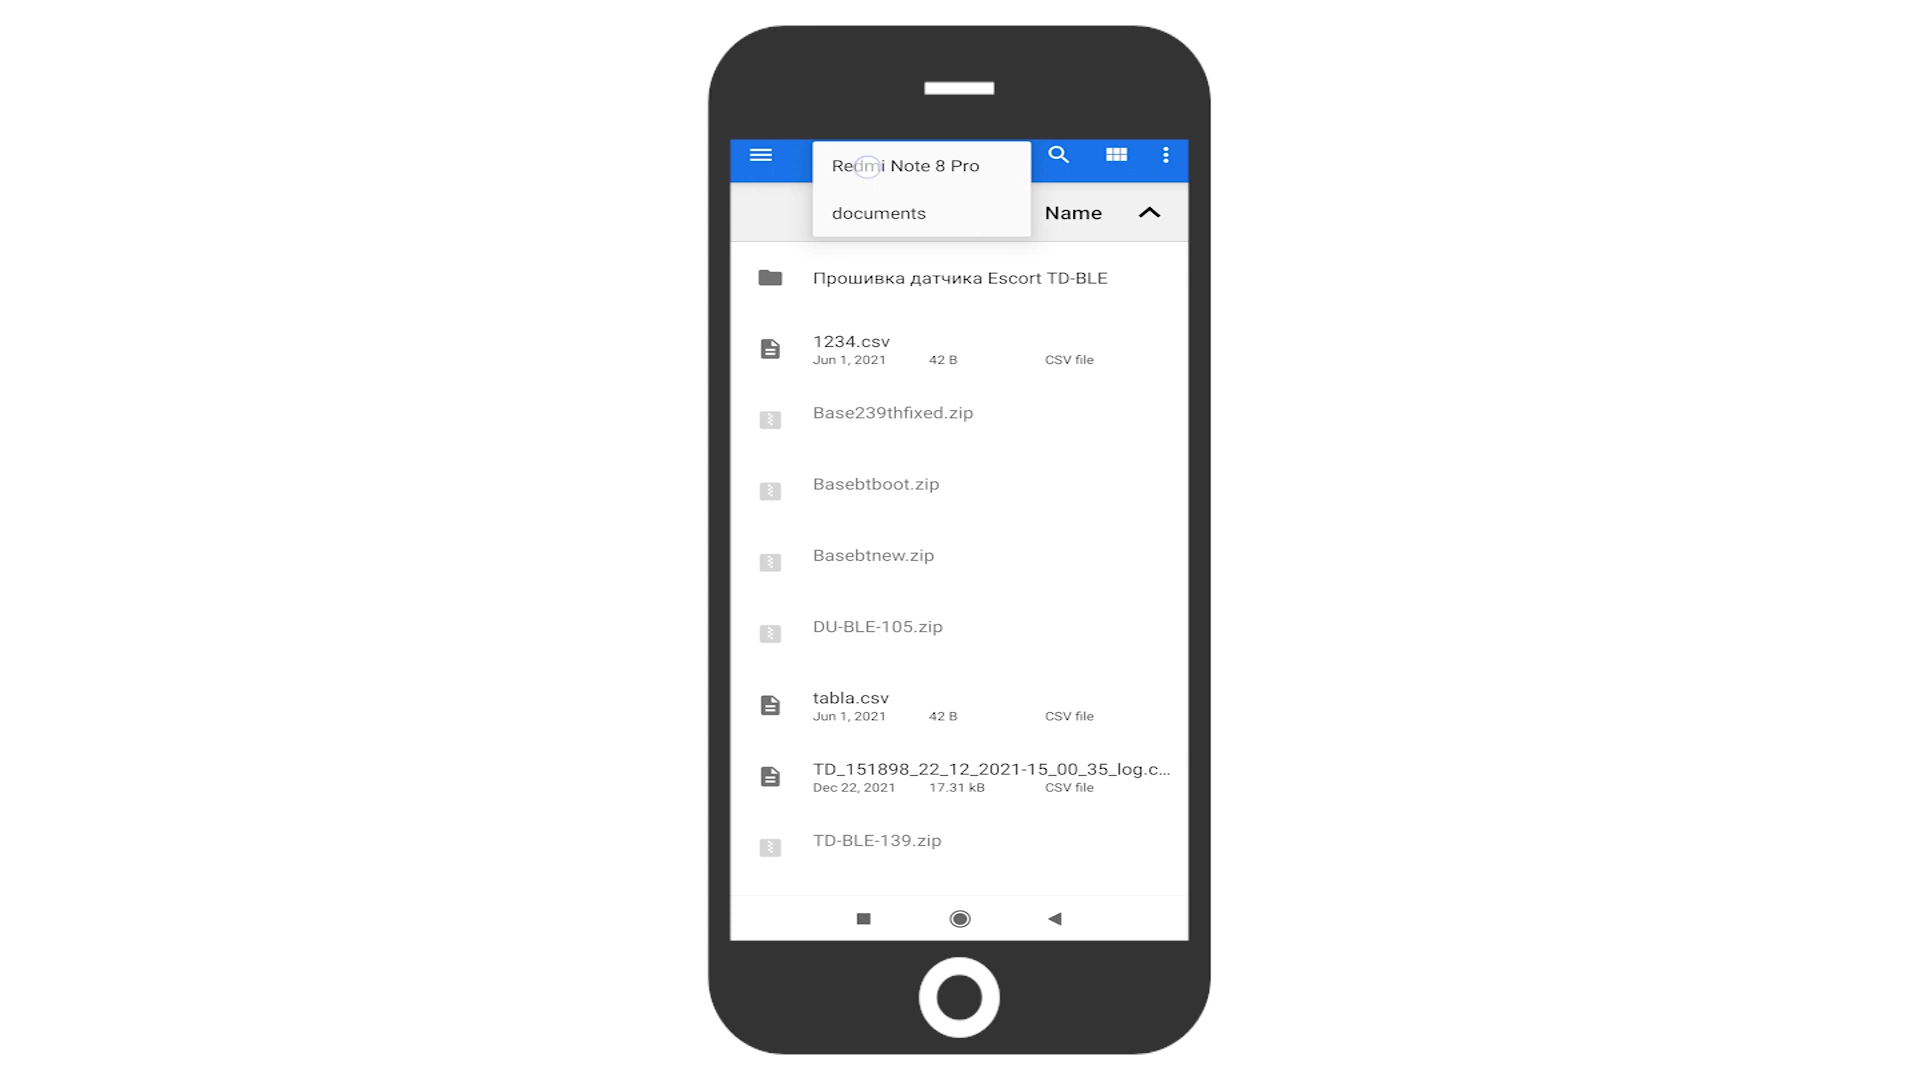 Redmi Note 8 Pro
documents
Name
Прошивка датчика Escort TD-BLE
1234.csv
Jun 1, 2021 42 B CSV file
Base239thfixed.zip
Basebtboot.zip
Basebtnew.zip
DU-BLE-105.zip
tabla.csv
Jun 1, 2021 42 B CSV file
TD_151898_22_12_2021-15_00_35_log.c...
Dec 22, 2021 17.31 kB CSV file
TD-BLE-139.zip